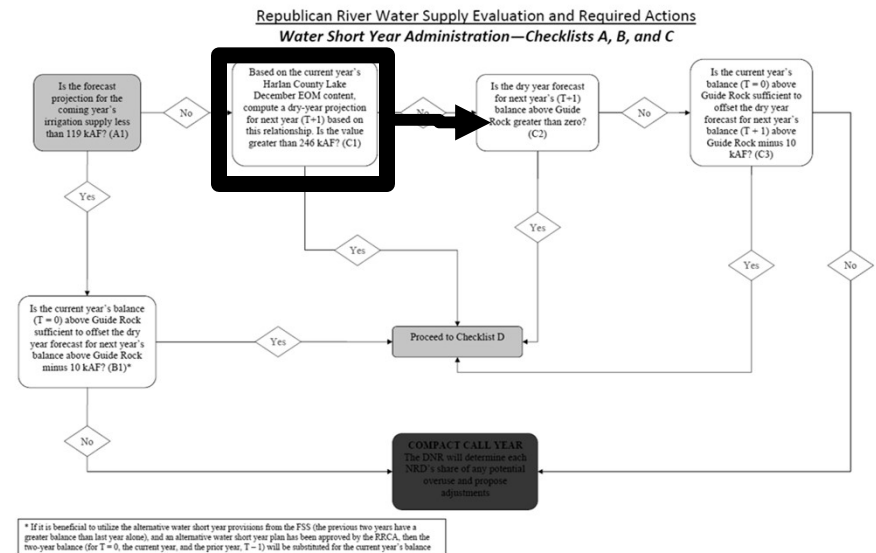 Republican River Water Supply Evaluation and Required Actions
Water Short Year Administration—Checklists A, B, and C
Is the forecast
projection for the
coming year's
irrigation supply less
than 119 kAF? (A1)
No
Based on the current year's
Harlan County Lake
December EOM content,
compute a dry-year projection
for next year (T+1) based on
this relationship. Is the value
greater than 246 kAF? (C1)
No
Is the dry year forecast
for next year's (T+1)
balance above Guide
Rock greater than zero?
(C2)
No
Is the current year's
balance (T = 0) above
Guide Rock sufficient to
offset the dry year
forecast for next year's
balance (T + 1) above
Guide Rock minus 10
kAF? (C3)
Yes
Yes
Yes
Yes
No
Is the current year's balance
(T = 0) above Guide Rock
sufficient to offset the dry
year forecast for next year's
balance above Guide Rock
minus 10 kAF? (B1)*
Yes
Proceed to Checklist D
No
COMPACT CALL YEAR
The DNR will determine each
NRD's share of any potential
overuse and propose
adjustments
* If it is beneficial to utilize the alternative water short year provisions from the FSS (the previous two years have a
greater balance than last year alone), and an alternative water short year plan has been approved by the RRCA, then the
two-year balance (for T = 0, the current year, and the prior year, T – 1) will be substituted for the current year's balance